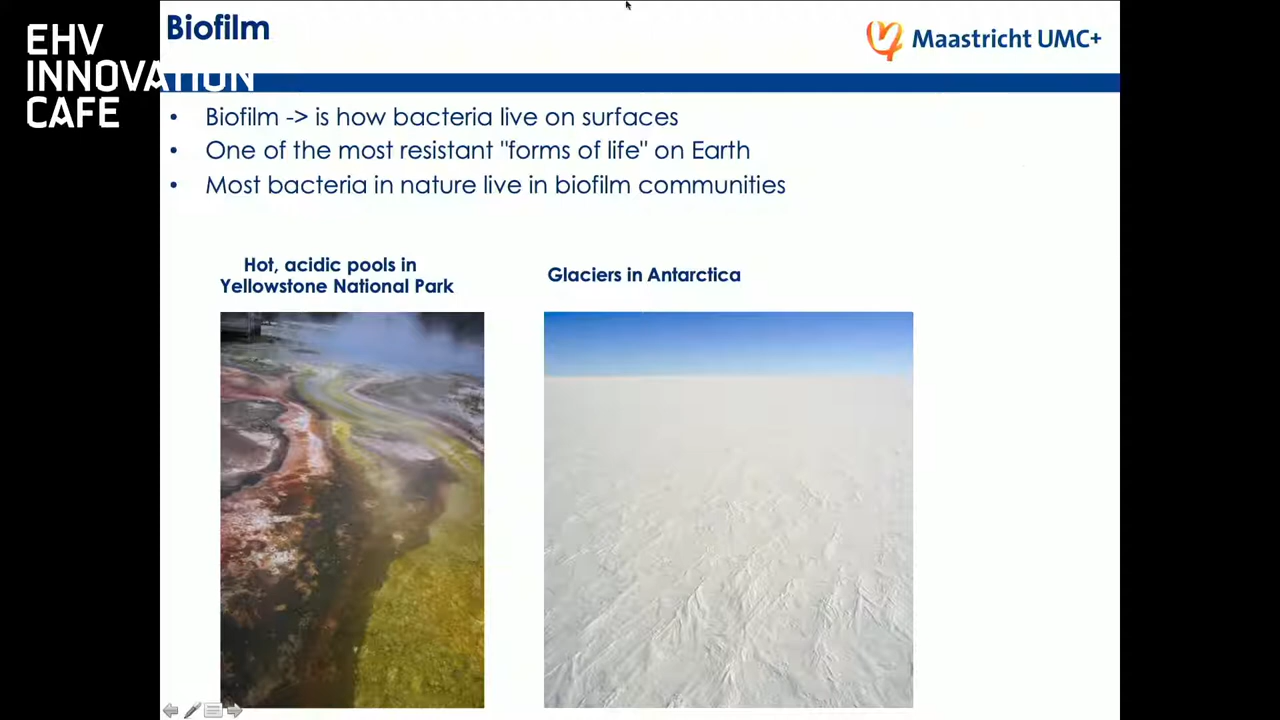 EHV
INNOVATION
CAFE
Biofilm
Maastricht UMC+
• Biofilm -> is how bacteria live on surfaces
• One of the most resistant "forms of life" on Earth
• Most bacteria in nature live in biofilm communities
Hot, acidic pools in
Yellowstone National Park
Glaciers in Antarctica